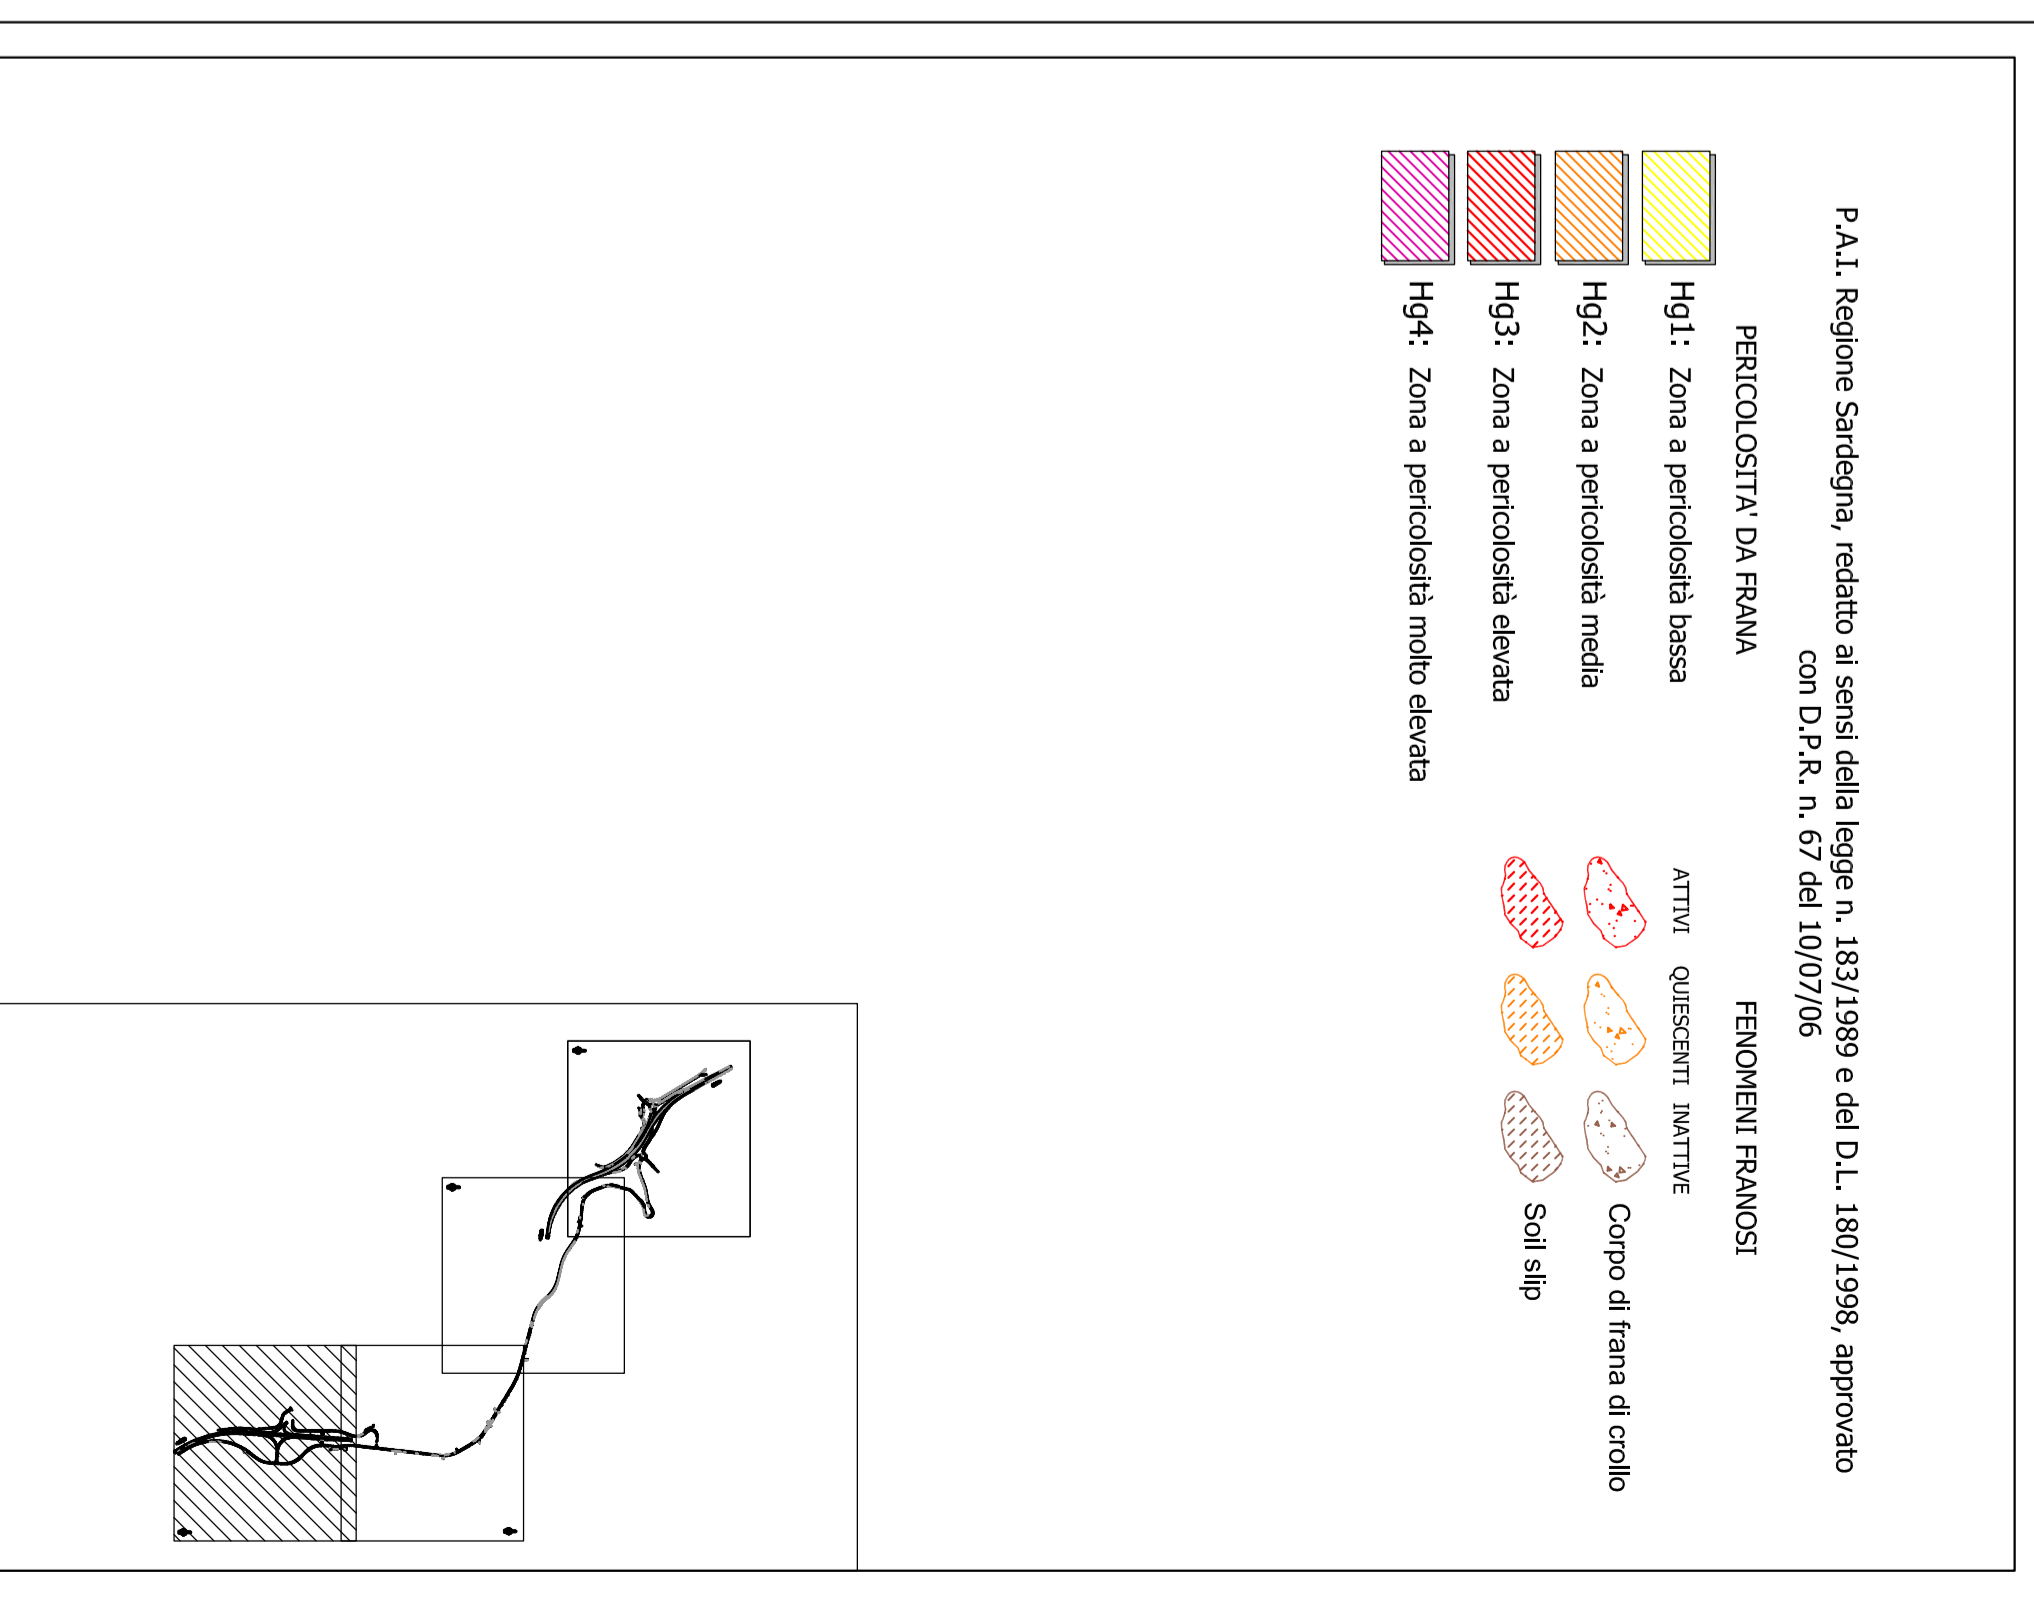 P.A.I. Regione Sardegna, redatto ai sensi della legge n. 183/1989 e del D.L. 180/1998, approvato
con D.P.R. n. 67 del 10/07/06
PERICOLOSITA' DA FRANA
Hg1: Zona a pericolosità bassa
Hg2: Zona a pericolosità media
Hg3: Zona a pericolosità elevata
Hg4: Zona a pericolosità molto elevata
FENOMENI FRANOSI
ATTIVI QUIESCENTI INATTIVE
Corpo di frana di crollo
Soil slip